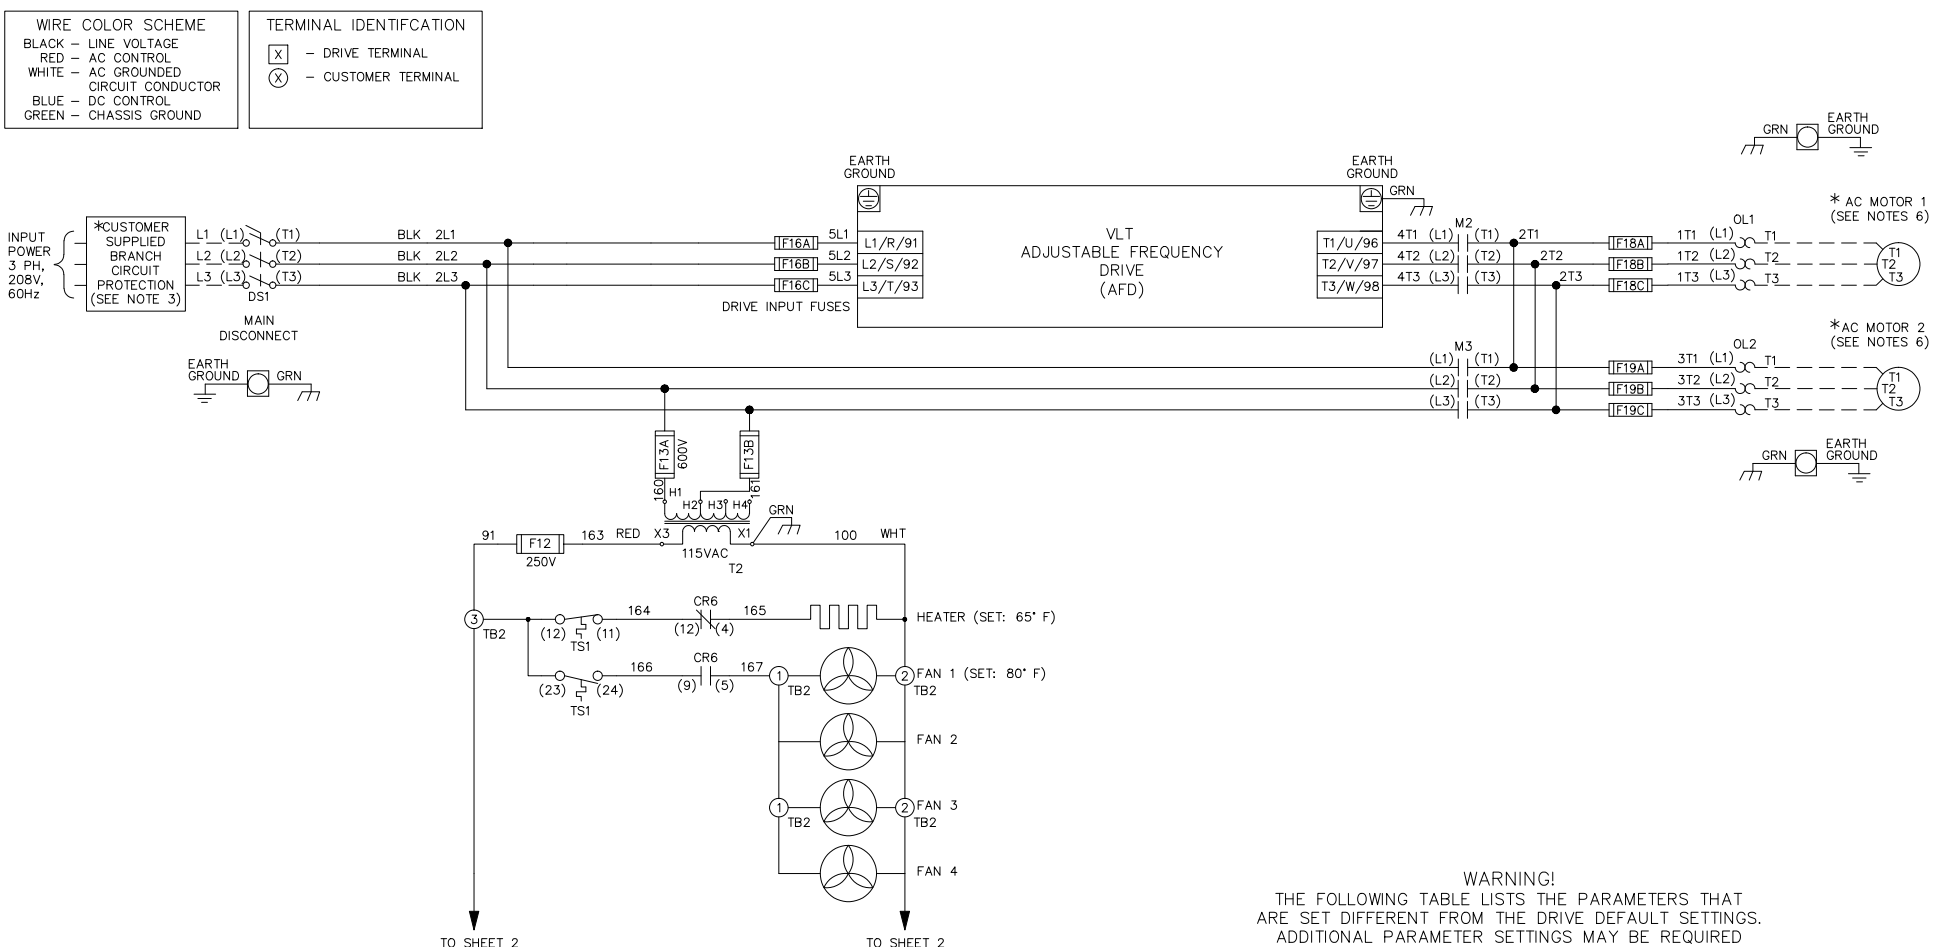 WIRE COLOR SCHEME
BLACK – LINE VOLTAGE
RED – AC CONTROL
WHITE – AC GROUNDED
CIRCUIT CONDUCTOR
BLUE – DC CONTROL
GREEN – CHASSIS GROUND
TERMINAL IDENTIFCATION
X – DRIVE TERMINAL
X – CUSTOMER TERMINAL
INPUT
POWER
3 PH,
208V,
60Hz
*CUSTOMER
SUPPLIED
BRANCH
CIRCUIT
PROTECTION
(SEE NOTE 3)
L1 (L1) (T1) BLK 2L1
L2 (L2) (T2) BLK 2L2
L3 (L3) (T3) BLK 2L3
DS1
MAIN
DISCONNECT
EARTH
GROUND
GRN
F16A 5L1
F16B 5L2
F16C 5L3
DRIVE INPUT FUSES
EARTH
GROUND
L1/R/91
L2/S/92
L3/T/93
VLT
ADJUSTABLE FREQUENCY
DRIVE
(AFD)
EARTH
GROUND
GRN
T1/U/96
T2/V/97
T3/W/98
M2
4T1 (L1) (T1) 2T1
4T2 (L2) (T2) 2T2
4T3 (L3) (T3) 2T3
OL1
F18A 1T1 (L1) T1
F18B 1T2 (L2) T2
F18C 1T3 (L3) T3
GRN
EARTH
GROUND
* AC MOTOR 1
(SEE NOTES 6)
T1
T2
T3
M3
(L1) (T1)
(L2) (T2)
(L3) (T3)
OL2
F19A 3T1 (L1) T1
F19B 3T2 (L2) T2
F19C 3T3 (L3) T3
*AC MOTOR 2
(SEE NOTES 6)
T1
T2
T3
GRN
EARTH
GROUND
F13A
600V
F13B
160
161
H1
H2 H3 H4
GRN
91 F12 163 RED X3 X1 100 WHT
250V
115VAC
T2
3
TB2
164 CR6 165
(12) (11) (12) (4)
TS1
HEATER (SET: 65° F)
166 CR6 167
(23) (24) (9) (5)
TS1
1
TB2
2
TB2
FAN 1 (SET: 80° F)
FAN 2
1
TB2
2
TB2
FAN 3
FAN 4
TO SHEET 2
TO SHEET 2
WARNING!
THE FOLLOWING TABLE LISTS THE PARAMETERS THAT
ARE SET DIFFERENT FROM THE DRIVE DEFAULT SETTINGS.
ADDITIONAL PARAMETER SETTINGS MAY BE REQUIRED